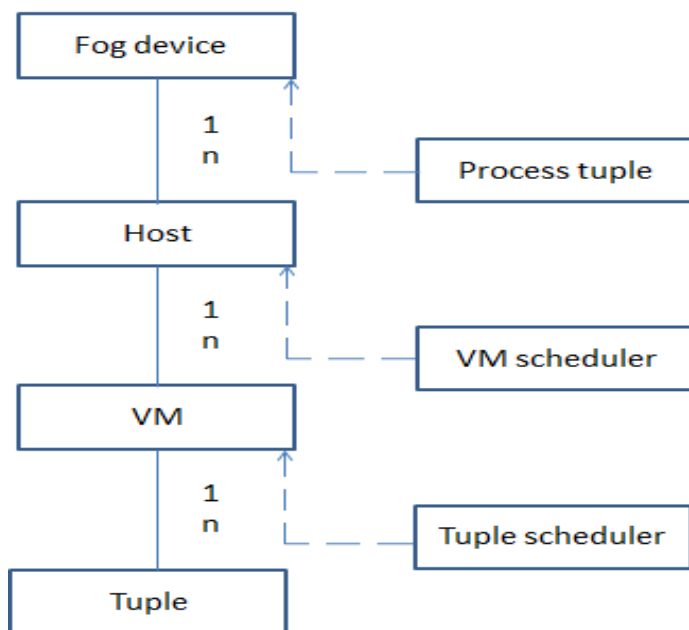 Fog device
1
n
Process tuple
Host
1
n
VM scheduler
VM
1
n
Tuple scheduler
Tuple